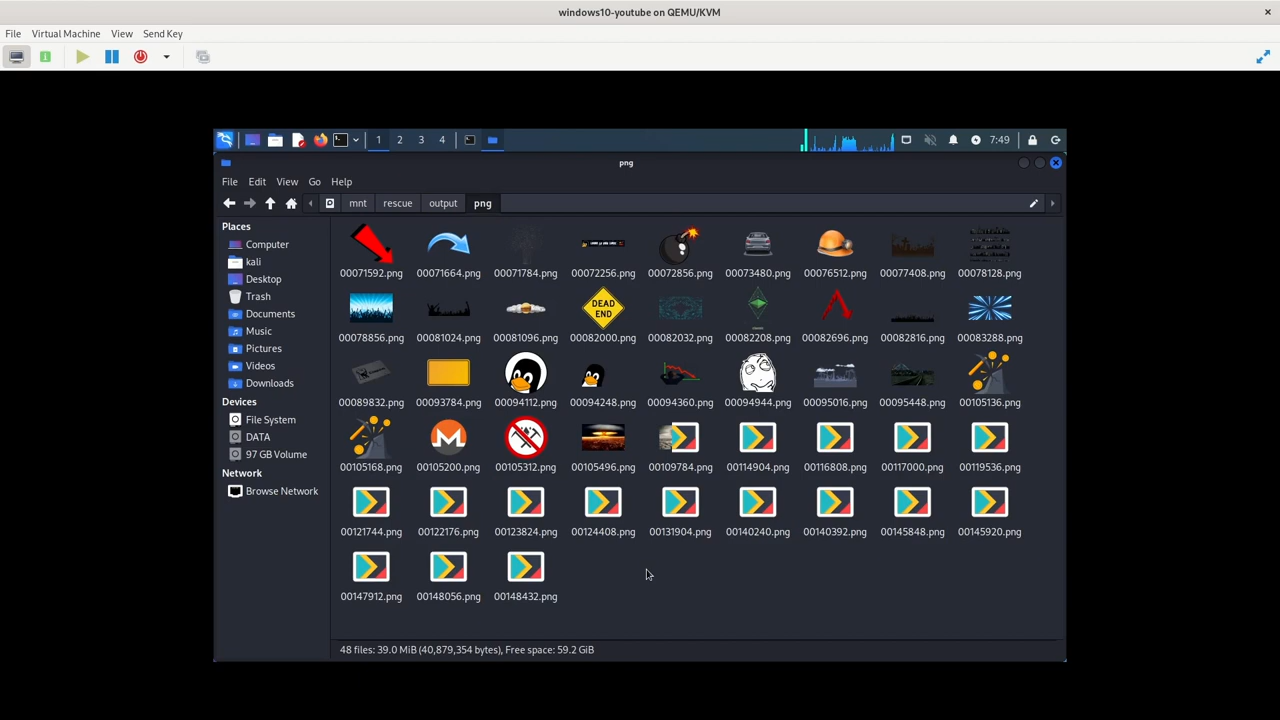 windows10-youtube on QEMU/KVM
File Virtual Machine View Send Key
1 2 3 4 7:49
png
File Edit View Go Help
mnt rescue output png
Places
Computer
kali
Desktop
Trash
Documents
Music
Pictures
Videos
Downloads
Devices
File System
DATA
97 GB Volume
Network
Browse Network
00071592.png 00071664.png 00071784.png 00072256.png 00072856.png 00073480.png 00076512.png 00077408.png 00078128.png
DEAD
END
00078856.png 00081024.png 00081096.png 00082000.png 00082032.png 00082208.png 00082696.png 00082816.png 00083288.png
00089832.png 00093784.png 00094112.png 00094248.png 00094360.png 00094944.png 00095016.png 00095448.png 00105136.png
00105168.png 00105200.png 00105312.png 00105496.png 00109784.png 00114904.png 00116808.png 00117000.png 00119536.png
00121744.png 00122176.png 00123824.png 00124408.png 00131904.png 00140240.png 00140392.png 00145848.png 00145920.png
00147912.png 00148056.png 00148432.png
48 files: 39.0 MiB (40,879,354 bytes), Free space: 59.2 GiB